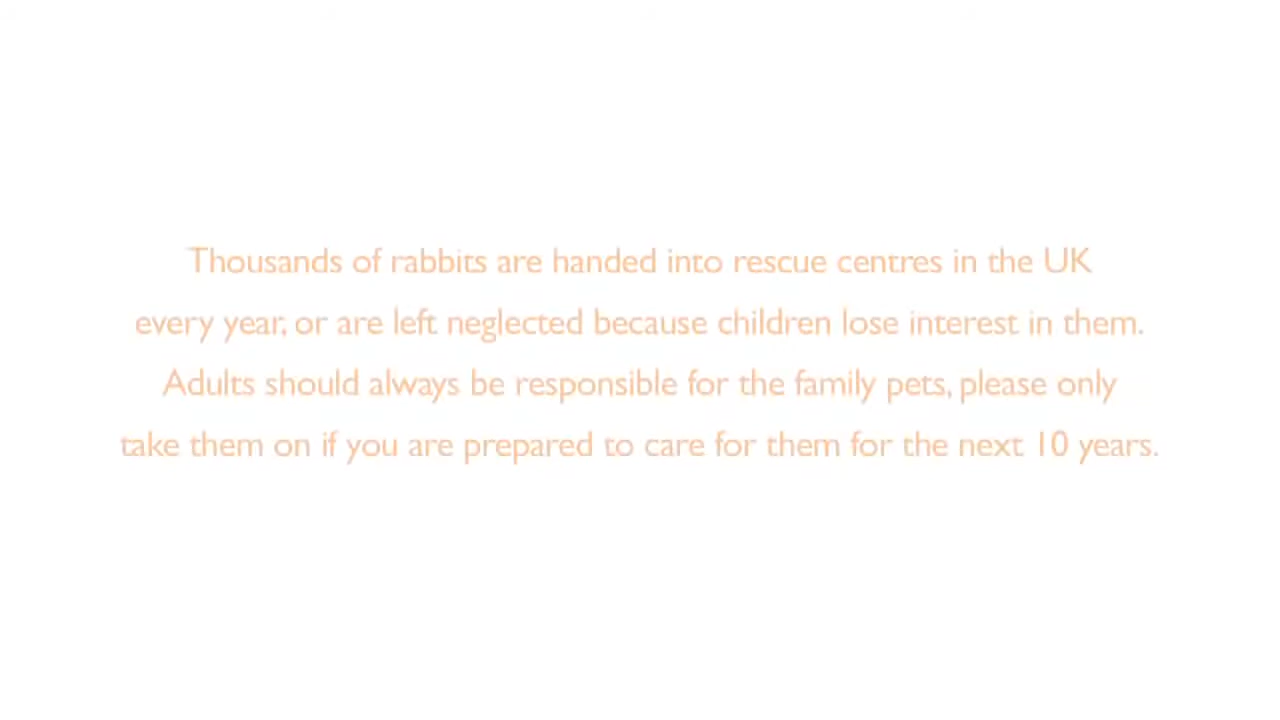 Thousands of rabbits are handed into rescue centres in the UK
every year, or are left neglected because children lose interest in them.
Adults should always be responsible for the family pets, please only
take them on if you are prepared to care for them for the next 10 years.